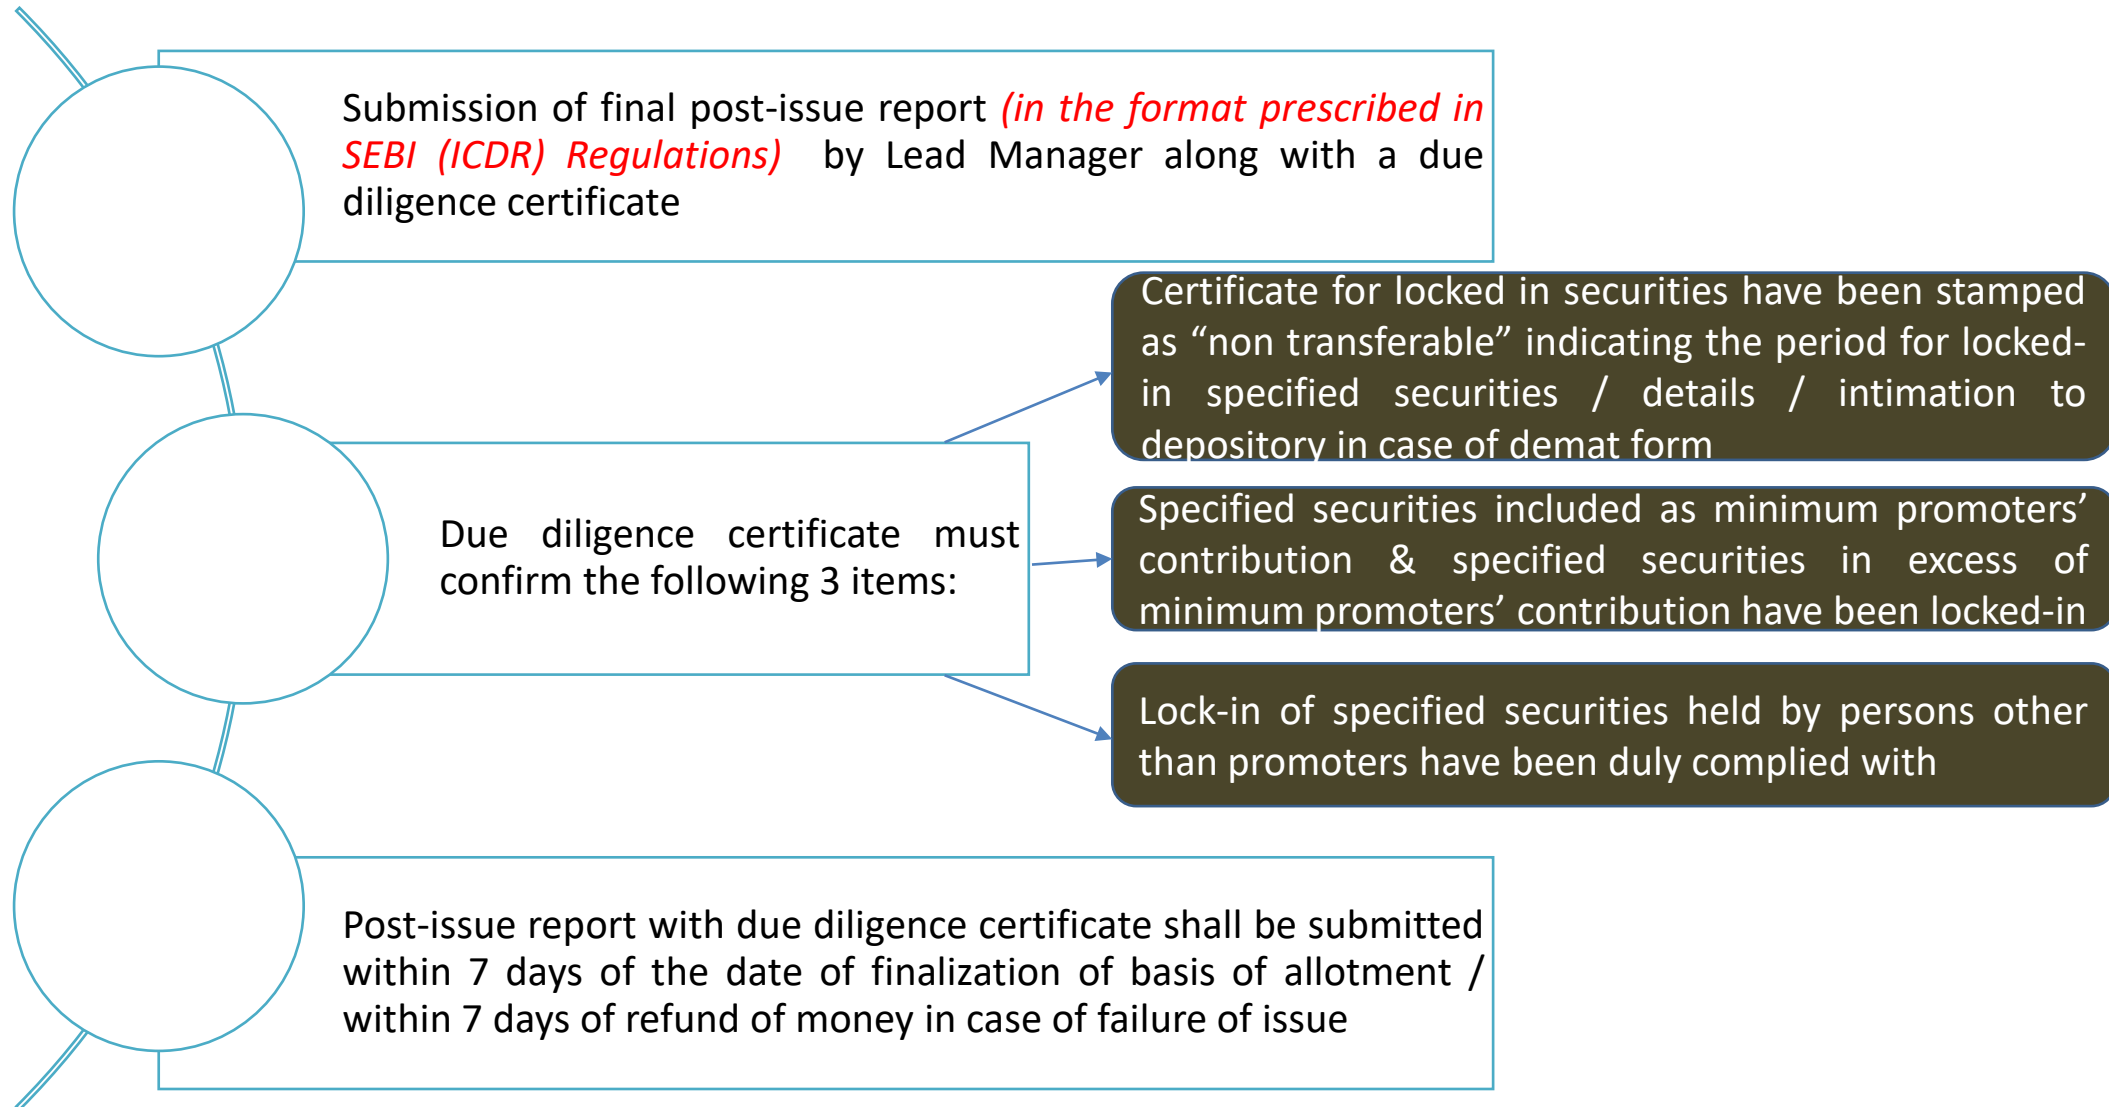 Submission of final post-issue report (in the format prescribed in
SEBI (ICDR) Regulations) by Lead Manager along with a due
diligence certificate
Due diligence certificate must
confirm the following 3 items:
Certificate for locked in securities have been stamped
as “non transferable” indicating the period for locked-
in specified securities / details / intimation to
depository in case of demat form
Specified securities included as minimum promoters’
contribution & specified securities in excess of
minimum promoters’ contribution have been locked-in
Lock-in of specified securities held by persons other
than promoters have been duly complied with
Post-issue report with due diligence certificate shall be submitted
within 7 days of the date of finalization of basis of allotment /
within 7 days of refund of money in case of failure of issue